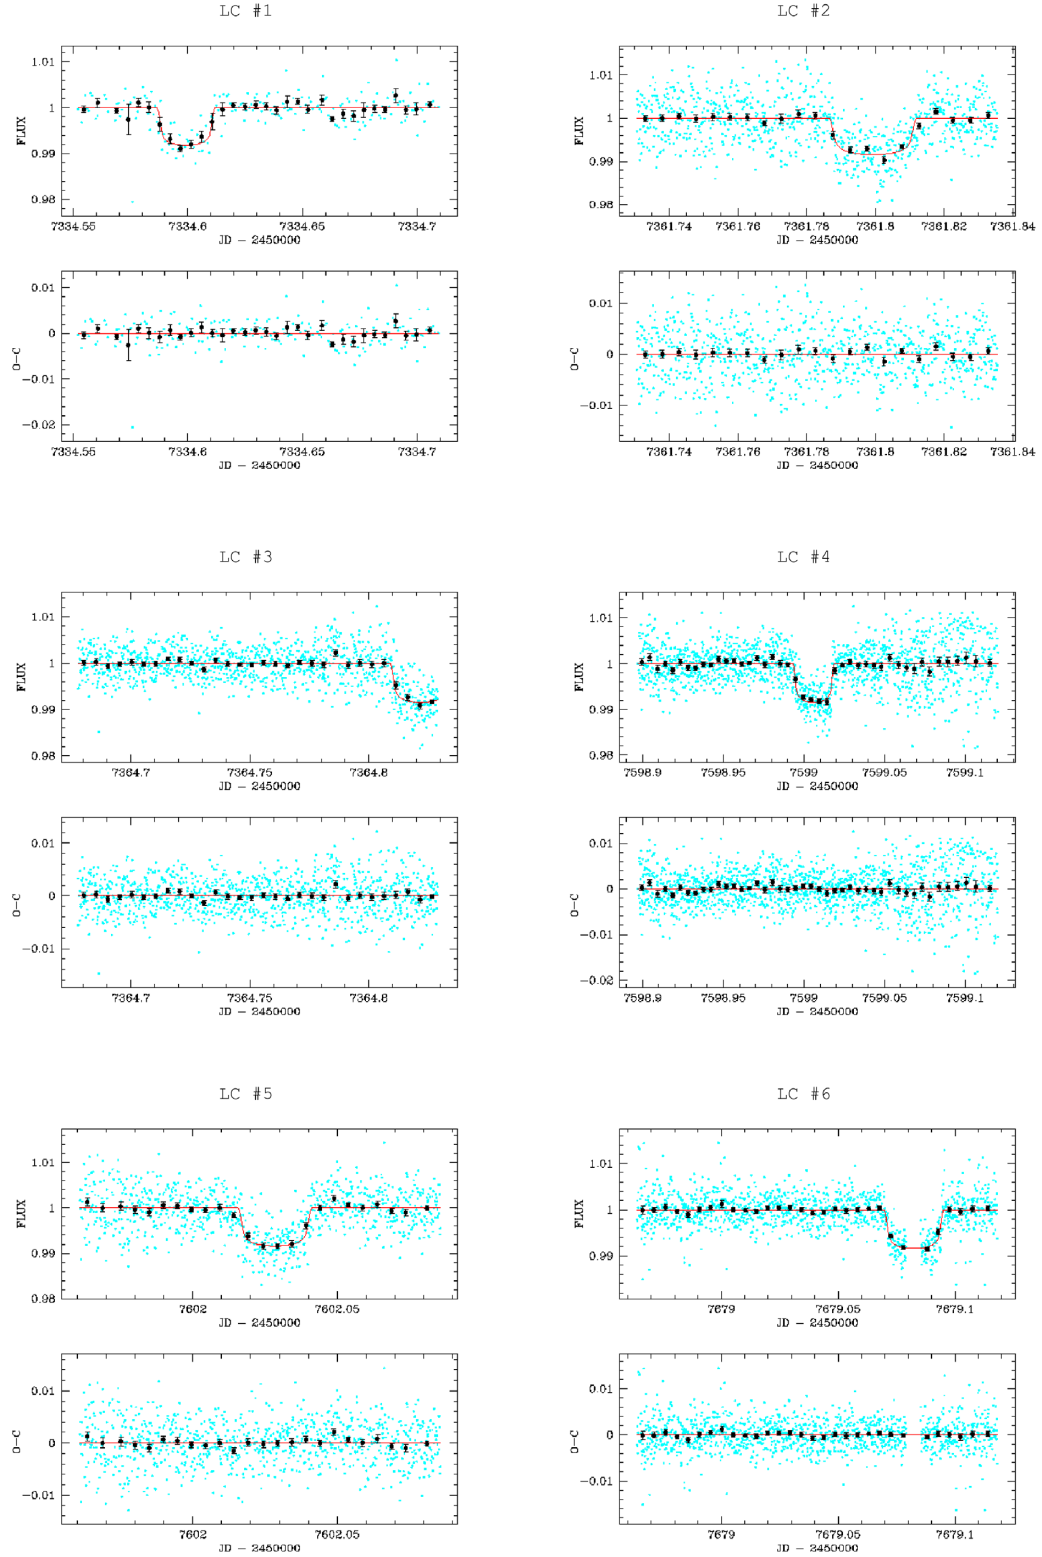 LC #1
1.01
1
0.99
0.98
FLUX
7334.55
7334.6
7334.65
7334.7
JD − 2450000
0.01
0
−0.01
−0.02
O−C
7334.55
7334.6
7334.65
7334.7
JD − 2450000
LC #2
1.01
1
0.99
0.98
FLUX
7361.74
7361.76
7361.78
7361.8
7361.82
7361.84
JD − 2450000
0.01
0
−0.01
O−C
7361.74
7361.76
7361.78
7361.8
7361.82
7361.84
JD − 2450000
LC #3
1.01
1
0.99
0.98
FLUX
7364.7
7364.75
7364.8
JD − 2450000
0.01
0
−0.01
O−C
7364.7
7364.75
7364.8
JD − 2450000
LC #4
1.01
1
0.99
0.98
FLUX
7598.9
7598.95
7599
7599.05
7599.1
JD − 2450000
0.01
0
−0.01
−0.02
O−C
7598.9
7598.95
7599
7599.05
7599.1
JD − 2450000
LC #5
1.01
1
0.99
0.98
FLUX
7602
7602.05
JD − 2450000
0.01
0
−0.01
O−C
7602
7602.05
JD − 2450000
LC #6
1.01
1
0.99
FLUX
7679
7679.05
7679.1
JD − 2450000
0.01
0
−0.01
O−C
7679
7679.05
7679.1
JD − 2450000